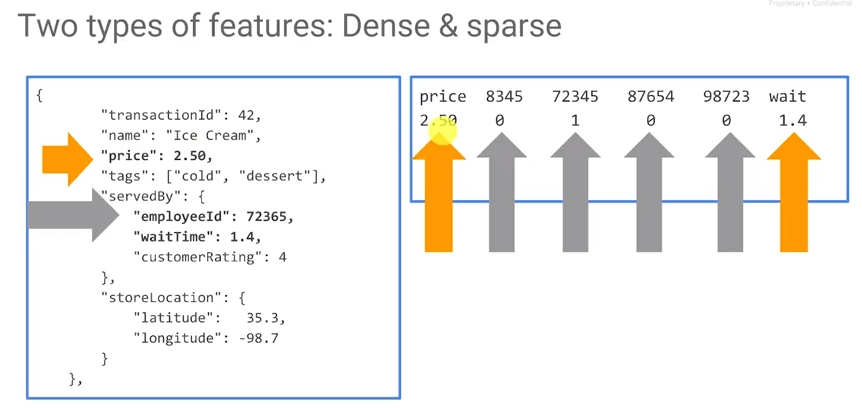 Proprietary + Confidential
Two types of features: Dense & sparse
{
"transactionId": 42,
"name": "Ice Cream",
"price": 2.50,
"tags": ["cold", "dessert"],
"servedBy": {
"employeeId": 72365,
"waitTime": 1.4,
"customerRating": 4
},
"storeLocation": {
"latitude": 35.3,
"longitude": -98.7
}
},
price 8345 72345 87654 98723 wait
2.50 0 1 0 0 1.4